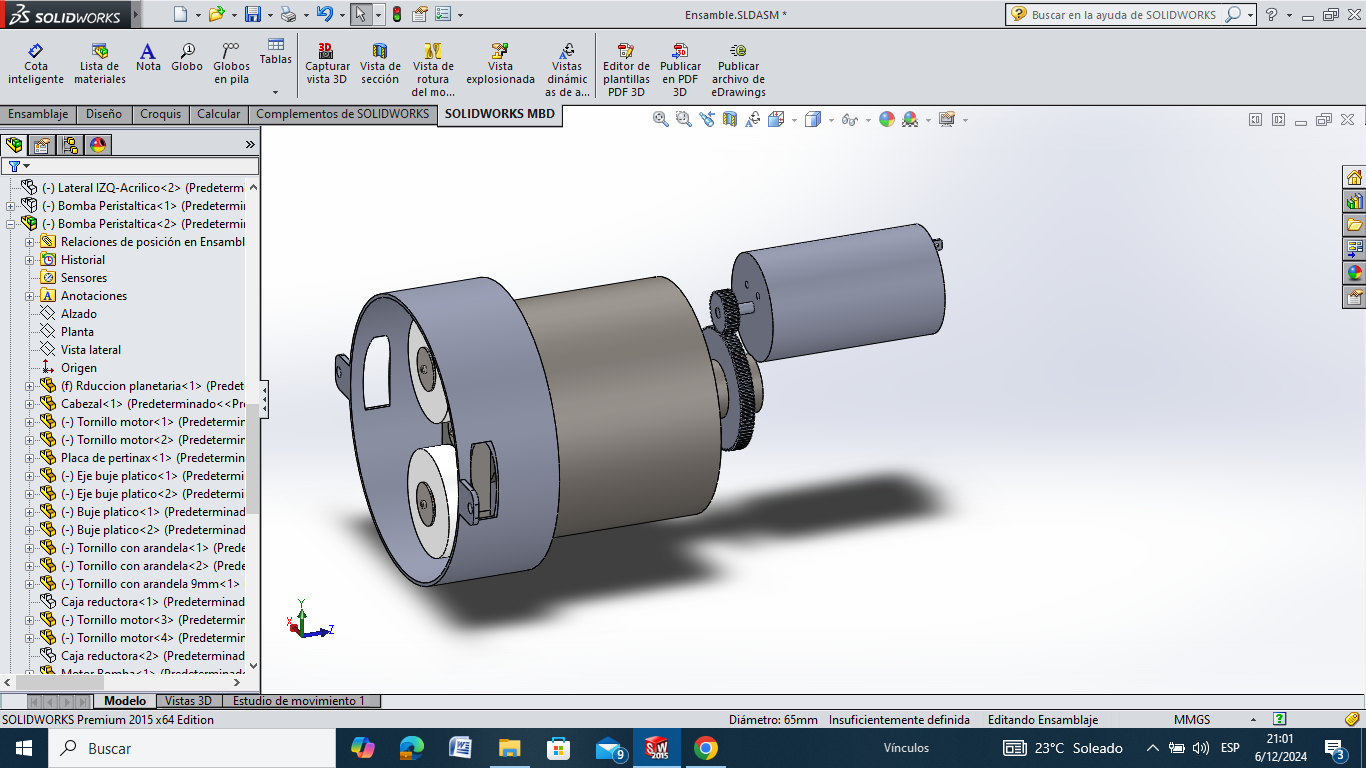 SOLIDWORKS
Ensamble.SLDASM *
Buscar en la ayuda de SOLIDWORKS
Cota inteligente
Lista de materiales
Nota
Globo
Globos en pila
Tablas
Capturar vista 3D
Vista de sección
Vista de rotura del mo...
Vista explosionada
Vistas dinámic as de a...
Editor de plantillas PDF 3D
Publicar en PDF 3D
Publicar archivo de eDrawings
Ensamblaje
Diseño
Croquis
Calcular
Complementos de SOLIDWORKS
SOLIDWORKS MBD
(-) Lateral IZQ-Acrilico<2> (Predeterm
(-) Bomba Peristaltica<1> (Predetermi
(-) Bomba Peristaltica<2> (Predetermi
Relaciones de posición en Ensambl
Historial
Sensores
Anotaciones
Alzado
Planta
Vista lateral
Origen
(f) Rduccion planetaria<1> (Predet
Cabezal<1> (Predeterminado<<Pr
(-) Tornillo motor<1> (Predetermin
(-) Tornillo motor<2> (Predetermin
Placa de pertinax<1> (Predetermin
(-) Eje buje platico<1> (Predetermi
(-) Eje buje platico<2> (Predetermi
(-) Buje platico<1> (Predeterminad
(-) Buje platico<2> (Predeterminad
(-) Tornillo con arandela<1> (Prede
(-) Tornillo con arandela<2> (Prede
(-) Tornillo con arandela 9mm<1>
Caja reductora<1> (Predeterminad
(-) Tornillo motor<3> (Predetermin
(-) Tornillo motor<4> (Predetermin
Caja reductora<2> (Predeterminad
Motor Bomba<1> (Predeterminad
Y
X
Z
Modelo
Vistas 3D
Estudio de movimiento 1
SOLIDWORKS Premium 2015 x64 Edition
Diámetro: 65mm
Insuficientemente definida
Editando Ensamblaje
MMGS
Buscar
9
SW 2015
Vínculos
23°C Soleado
ESP
21:01
6/12/2024
3